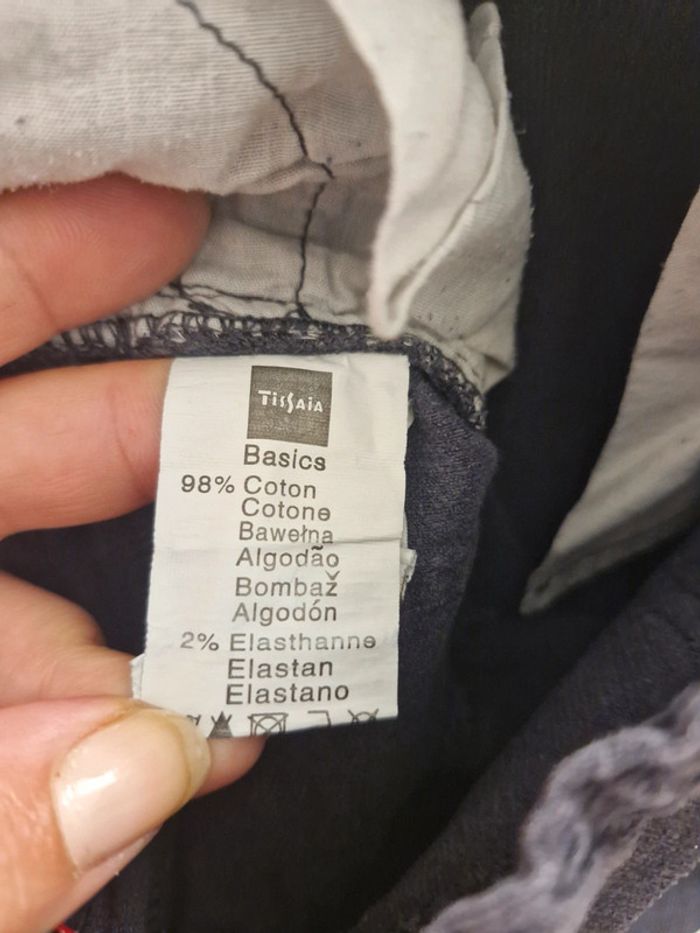 TISSAIA
Basics
98% Coton
Cotone
Bawełna
Algodão
Bombaž
Algodón
2% Elasthanne
Elastan
Elastano